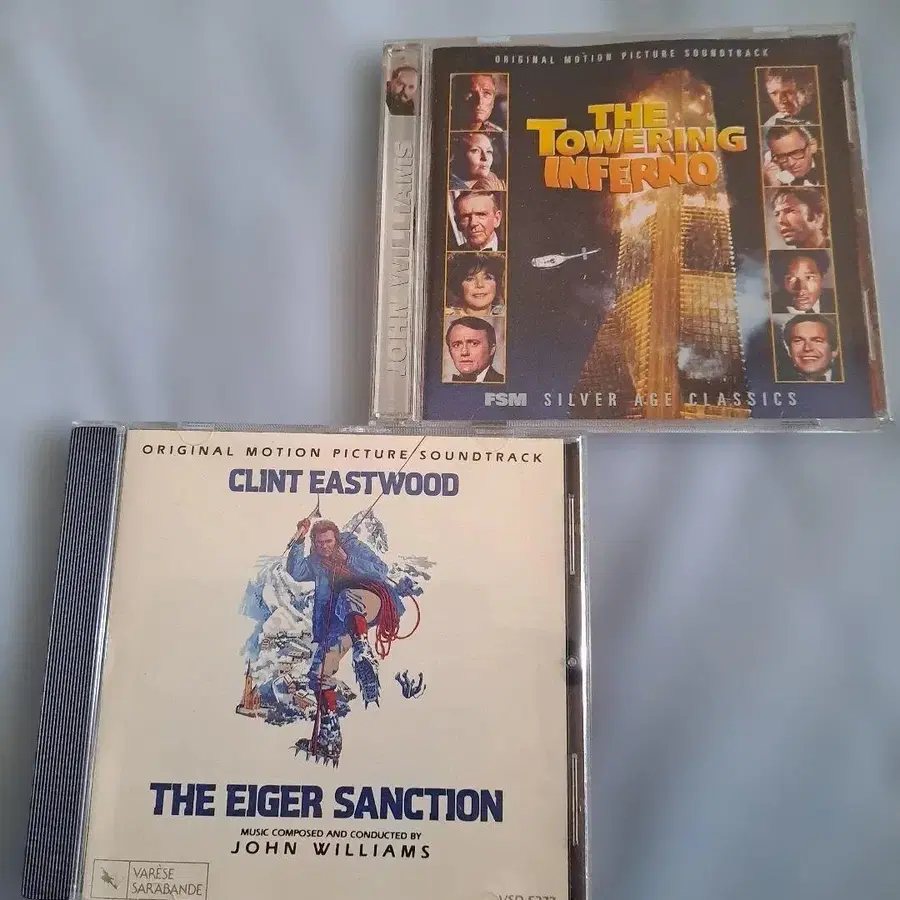 ORIGINAL MOTION PICTURE SOUNDTRACK
THE
TOWERING
INFERNO
JOHN WILLIAMS
FSM SILVER AGE CLASSICS
ORIGINAL MOTION PICTURE SOUNDTRACK
CLINT EASTWOOD
THE EIGER SANCTION
MUSIC COMPOSED AND CONDUCTED BY
JOHN WILLIAMS
VARÈSE
SARABANDE